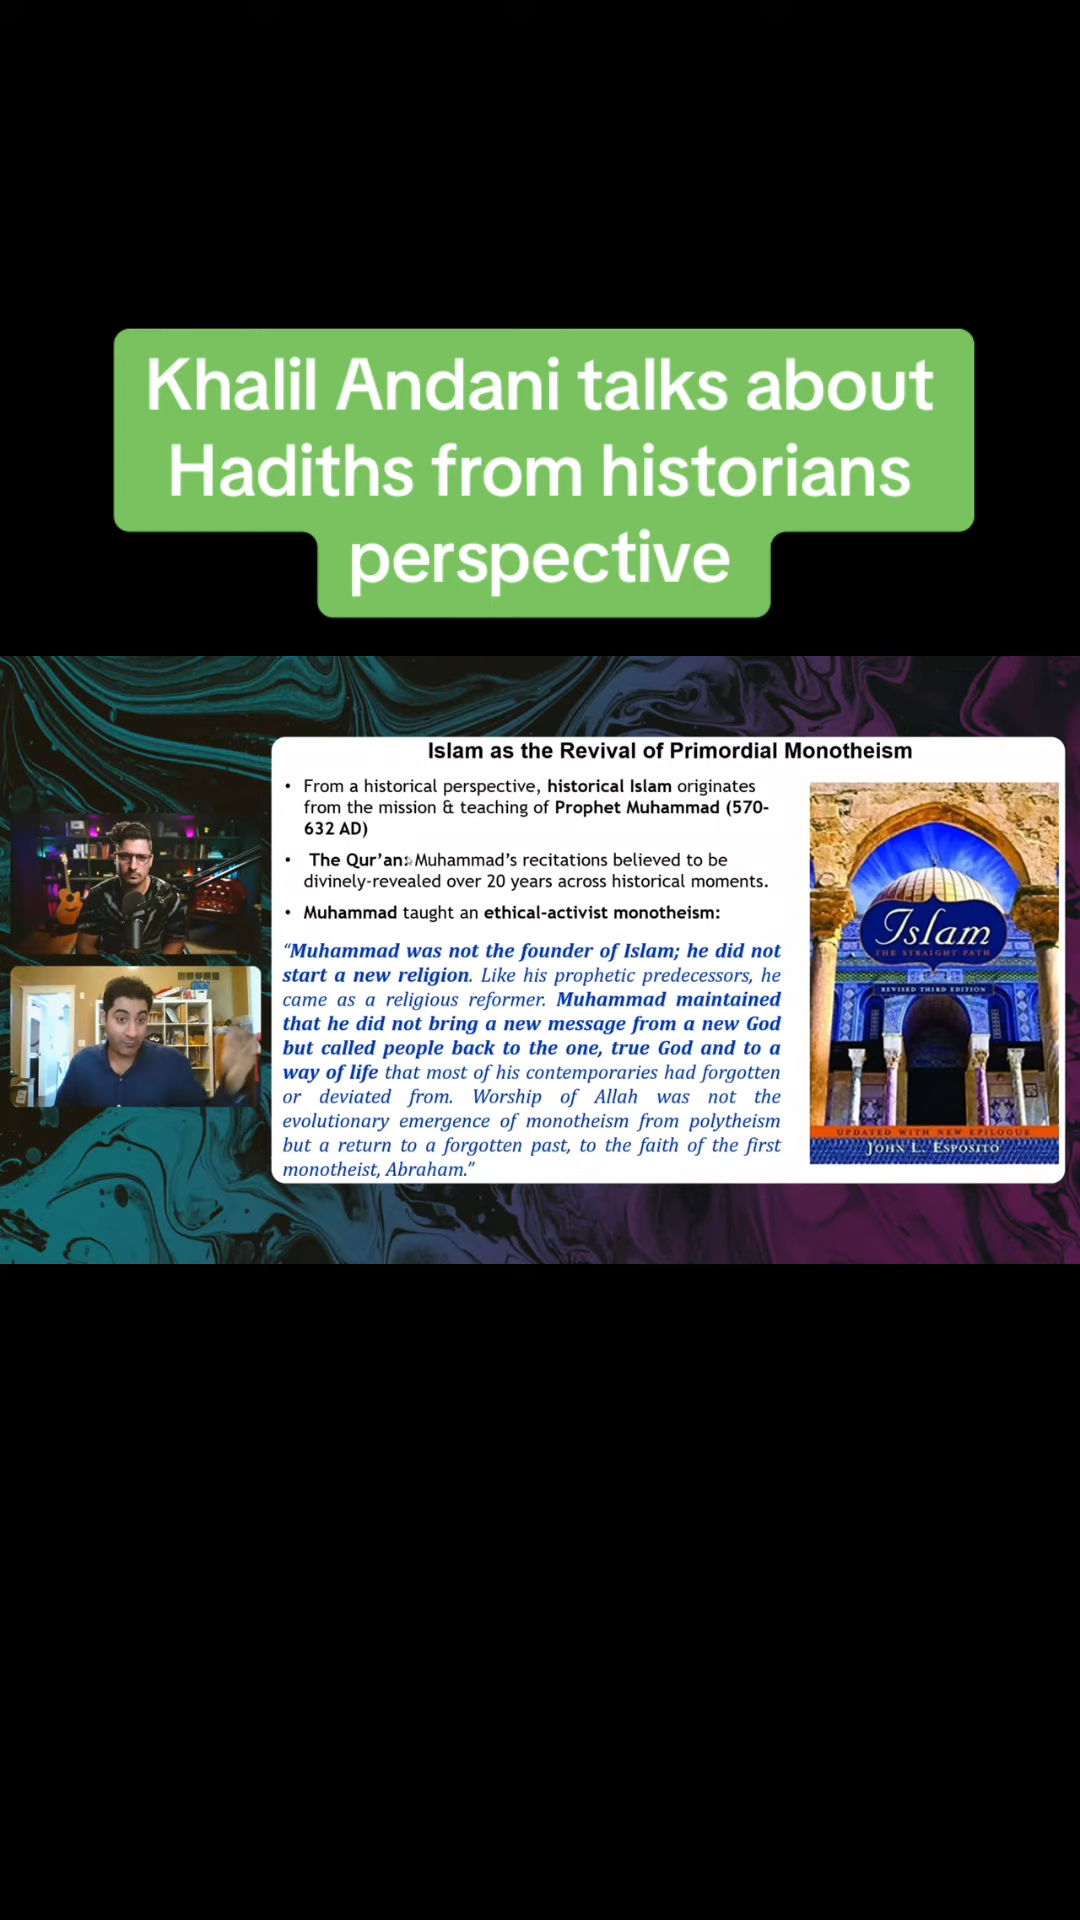 Khalil Andani talks about
Hadiths from historians
perspective
Islam as the Revival of Primordial Monotheism
• From a historical perspective, historical Islam originates
from the mission & teaching of Prophet Muhammad (570-
632 AD)
• The Qur’an: Muhammad’s recitations believed to be
divinely-revealed over 20 years across historical moments.
• Muhammad taught an ethical-activist monotheism:
“Muhammad was not the founder of Islam; he did not
start a new religion. Like his prophetic predecessors, he
came as a religious reformer. Muhammad maintained
that he did not bring a new message from a new God
but called people back to the one, true God and to a
way of life that most of his contemporaries had forgotten
or deviated from. Worship of Allah was not the
evolutionary emergence of monotheism from polytheism
but a return to a forgotten past, to the faith of the first
monotheist, Abraham.”
Islam
THE STRAIGHT PATH
REVISED THIRD EDITION
UPDATED WITH NEW EPILOGUE
JOHN L. ESPOSITO